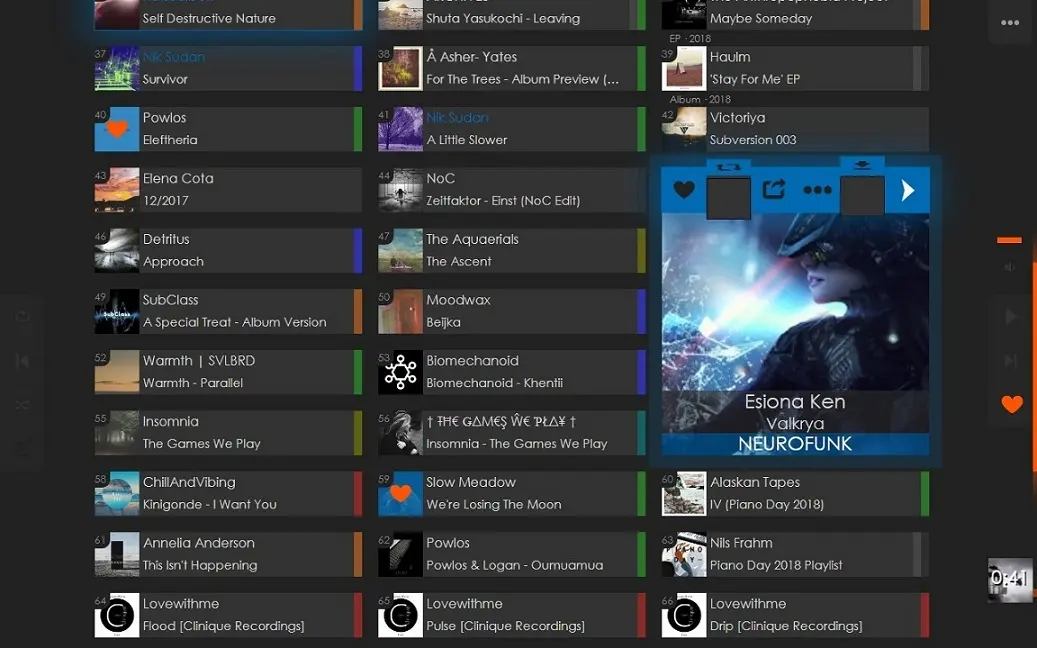 Self Destructive Nature
Shuta Yasukochi - Leaving
Maybe Someday
EP · 2018
37
Nik Sudan
Survivor
38
Å Asher- Yates
For The Trees - Album Preview (...
39
Haulm
'Stay For Me' EP
Album · 2018
40
Powlos
Eleftheria
41
Nik Sudan
A Little Slower
42
Victoriya
Subversion 003
43
Elena Cota
12/2017
44
NoC
Zeitfaktor - Einst (NoC Edit)
46
Detritus
Approach
47
The Aquaerials
The Ascent
49
SubClass
A Special Treat - Album Version
50
Moodwax
Beijka
Esiona Ken
Valkrya
NEUROFUNK
52
Warmth | SVLBRD
Warmth - Parallel
53
Biomechanoid
Biomechanoid - Khentii
55
Insomnia
The Games We Play
56
† ŦĦ€ ǤΔM€Ş ŴĔ ƤŁΔ¥ †
Insomnia - The Games We Play
58
ChillAndVibing
Kinigonde - I Want You
59
Slow Meadow
We're Losing The Moon
60
Alaskan Tapes
IV (Piano Day 2018)
61
Annelia Anderson
This Isn't Happening
62
Powlos
Powlos & Logan - Oumuamua
63
Nils Frahm
Piano Day 2018 Playlist
0:41
64
Lovewithme
Flood [Clinique Recordings]
65
Lovewithme
Pulse [Clinique Recordings]
66
Lovewithme
Drip [Clinique Recordings]